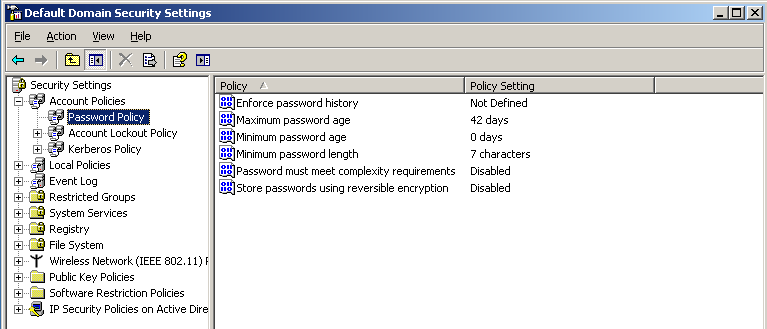 Default Domain Security Settings
File Action View Help
Security Settings
Account Policies
Password Policy
Account Lockout Policy
Kerberos Policy
Local Policies
Event Log
Restricted Groups
System Services
Registry
File System
Wireless Network (IEEE 802.11) P
Public Key Policies
Software Restriction Policies
IP Security Policies on Active Dire
Policy Policy Setting
Enforce password history Not Defined
Maximum password age 42 days
Minimum password age 0 days
Minimum password length 7 characters
Password must meet complexity requirements Disabled
Store passwords using reversible encryption Disabled